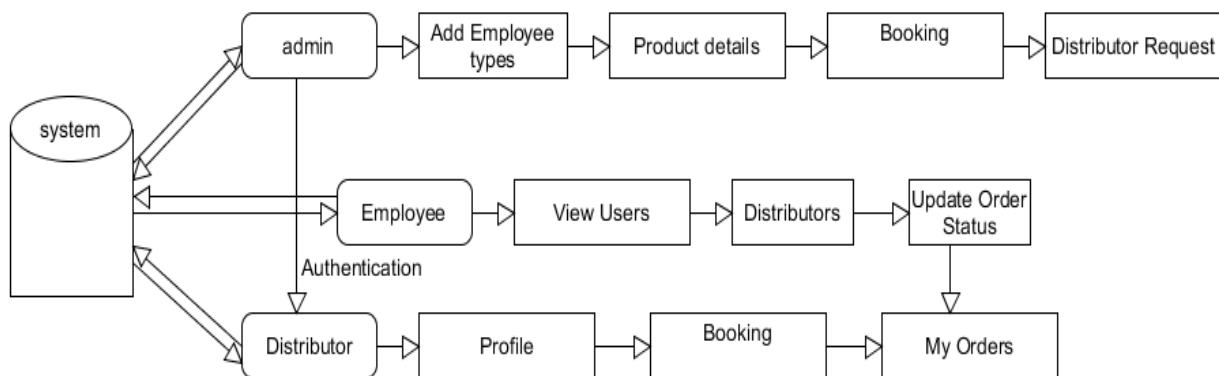 admin
Add Employee
types
Product details
Booking
Distributor Request
system
Employee
View Users
Distributors
Update Order
Status
Authentication
Distributor
Profile
Booking
My Orders